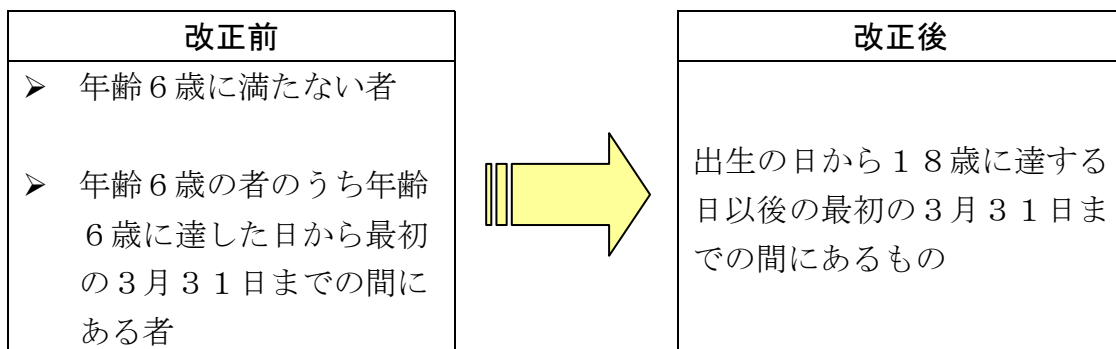 改正前
➢ 年齢６歳に満たない者
➢ 年齢６歳の者のうち年齢
６歳に達した日から最初
の３月３１日までの間に
ある者
改正後
出生の日から１８歳に達する
日以後の最初の３月３１日ま
での間にあるもの